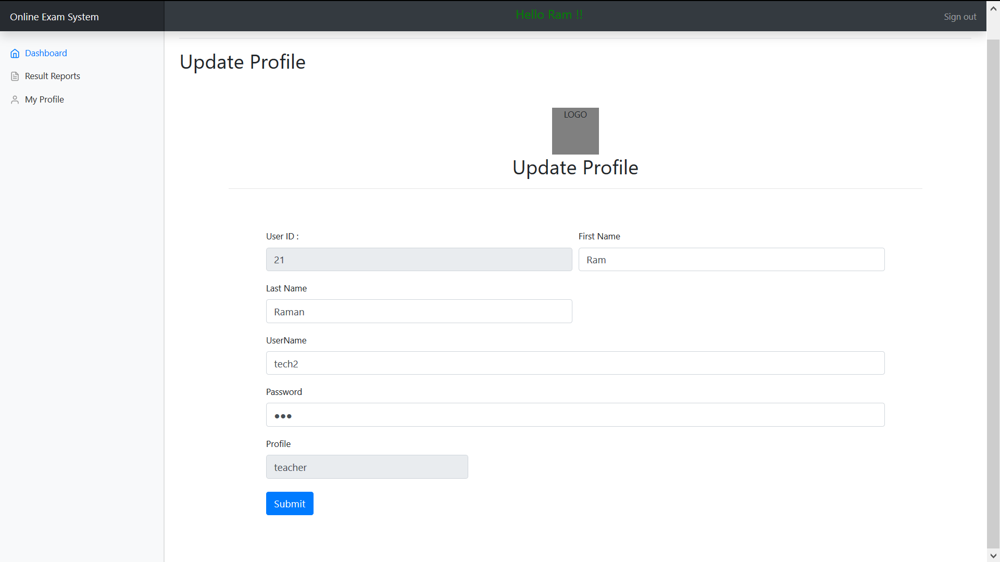 Online Exam System
Hello Ram !!
Sign out
Dashboard
Result Reports
My Profile
Update Profile
LOGO
Update Profile
User ID :
First Name
21
Ram
Last Name
Raman
UserName
tech2
Password
●●●
Profile
teacher
Submit